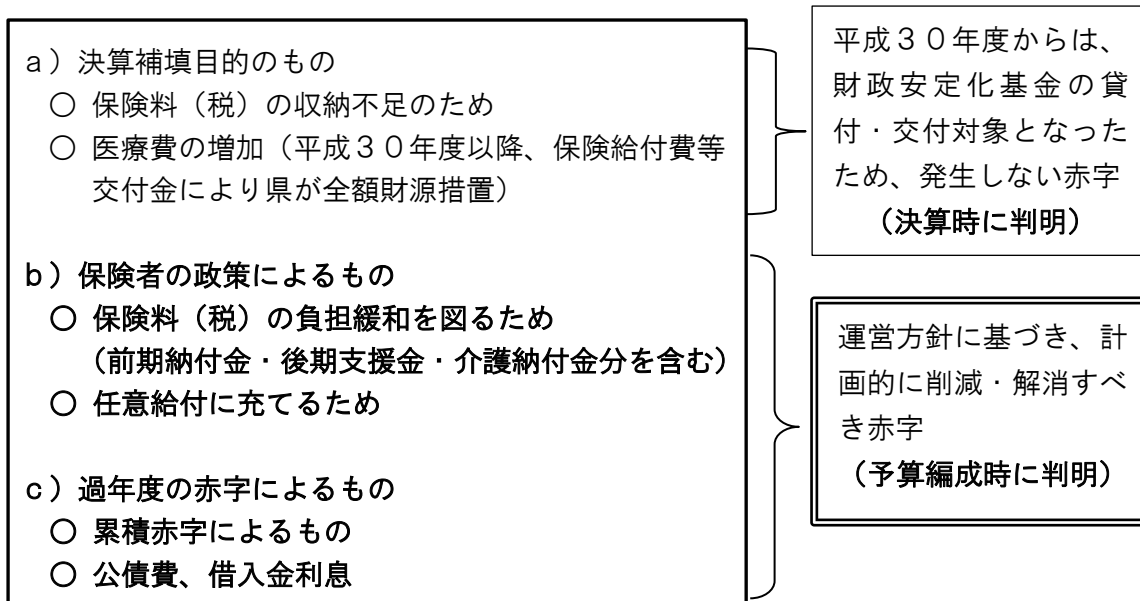 a）決算補填目的のもの
○ 保険料（税）の収納不足のため
○ 医療費の増加（平成３０年度以降、保険給付費等
交付金により県が全額財源措置）
平成３０年度からは、
財政安定化基金の貸
付・交付対象となった
ため、発生しない赤字
（決算時に判明）
b）保険者の政策によるもの
○ 保険料（税）の負担緩和を図るため
（前期納付金・後期支援金・介護納付金分を含む）
○ 任意給付に充てるため
c）過年度の赤字によるもの
○ 累積赤字によるもの
○ 公債費、借入金利息
運営方針に基づき、計
画的に削減・解消すべ
き赤字
（予算編成時に判明）